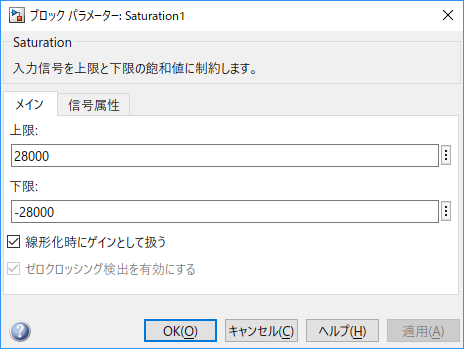 ブロック パラメーター: Saturation1
Saturation
入力信号を上限と下限の飽和値に制約します。
メイン 信号属性
上限:
28000
下限:
-28000
線形化時にゲインとして扱う
ゼロクロッシング検出を有効にする
OK(O) キャンセル(C) ヘルプ(H) 適用(A)